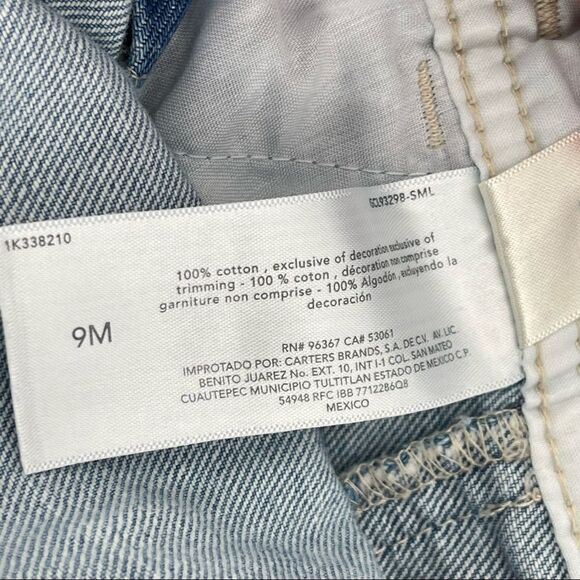 1K338210
GCL93298-SML
100% cotton , exclusive of decoration exclusive of
trimming - 100 % coton , décoration non comprise
garniture non comprise - 100% Algodón ,excluyendo la
decoración
9M
RN# 96367 CA# 53061
IMPROTADO POR: CARTERS BRANDS, S.A. DE C.V. AV. LIC.
BENITO JUAREZ No. EXT. 10, INT I-1 COL. SAN MATEO
CUAUTEPEC MUNICIPIO TULTITLAN ESTADO DE MEXICO C.P.
54948 RFC IBB 7712286Q8
MEXICO